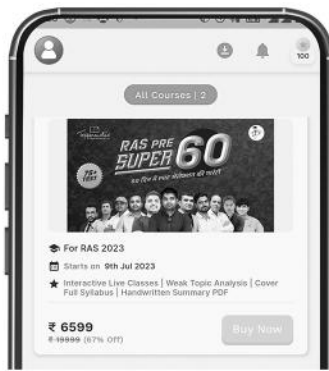 100
All Courses | 2
RAS PRE
SUPER 60
75+
TEST
For RAS 2023
Starts on 9th Jul 2023
Interactive Live Classes | Weak Topic Analysis | Cover
Full Syllabus | Handwritten Summary PDF
₹ 6599
₹ 19999 (67% Off)
Buy Now